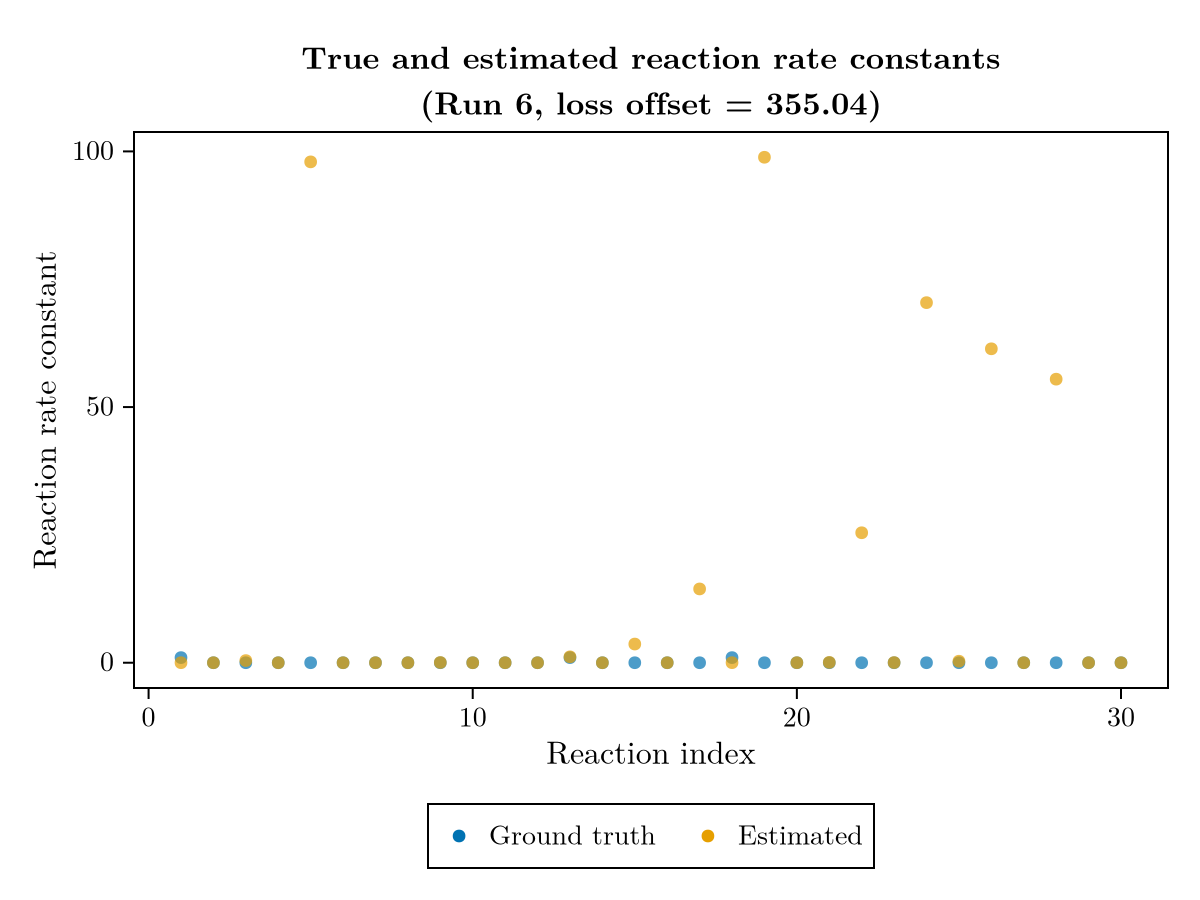 True and estimated reaction rate constants
(Run 6, loss offset = 355.04)
100
50
0
Reaction rate constant
0 10 20 30
Reaction index
Ground truth Estimated